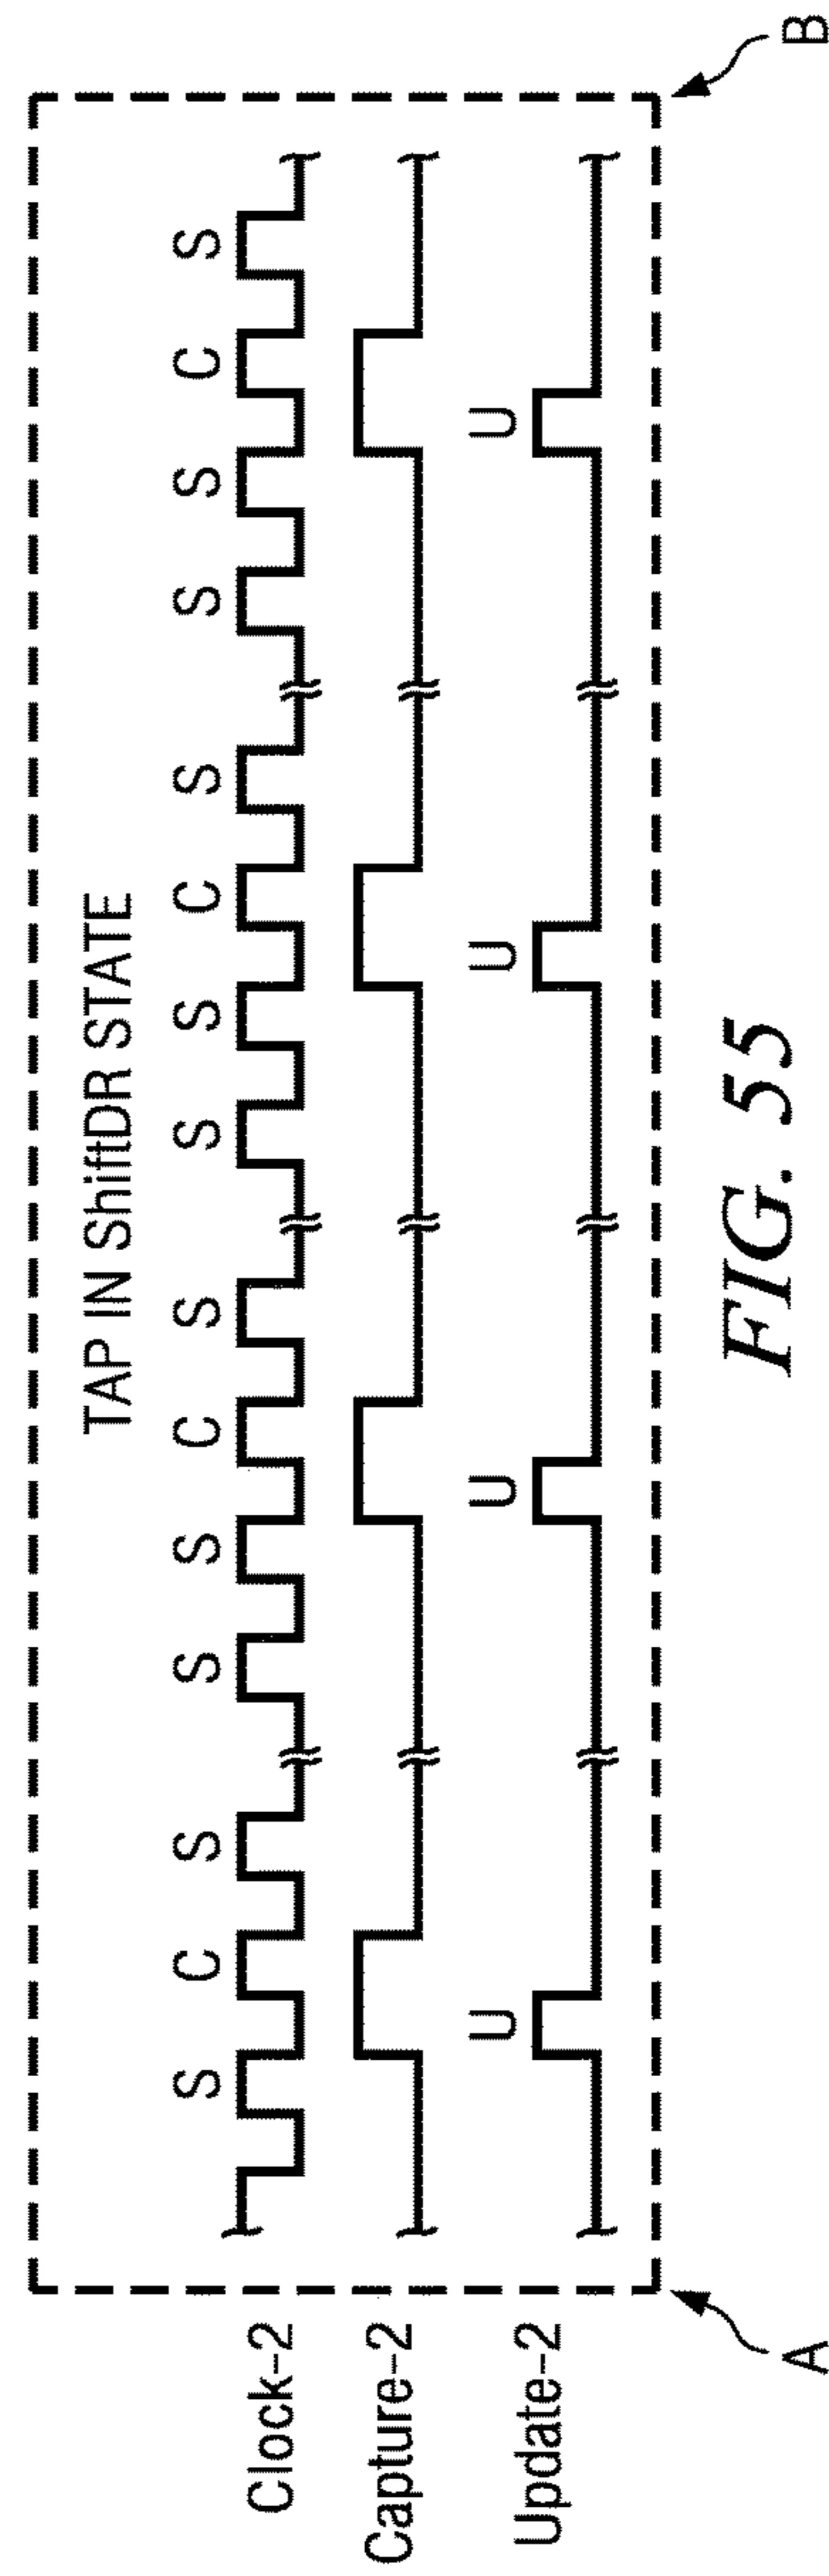 TAP IN ShiftDR STATE
S C S S S C S S S C S S S C S
Clock-2
Capture-2
U U U U
Update-2
A
B
FIG. 55